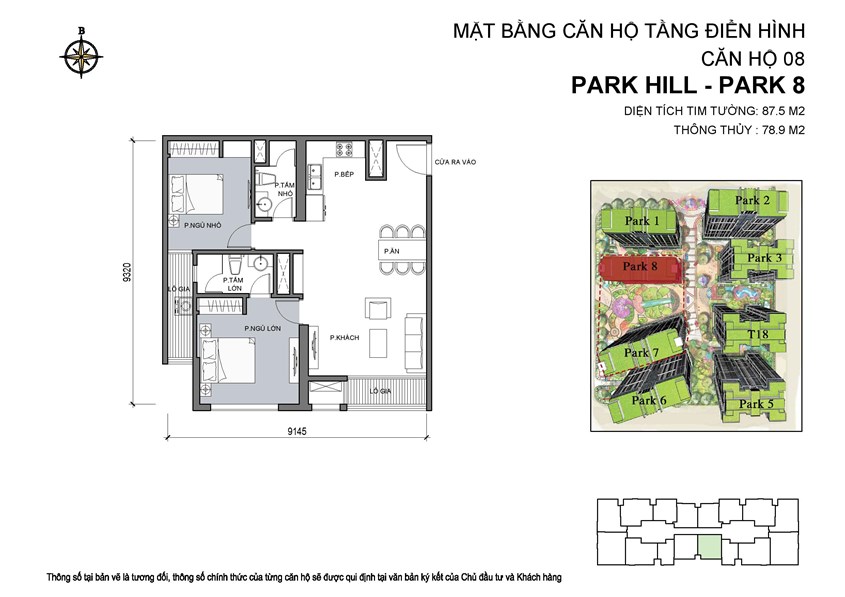 MẶT BẰNG CĂN HỘ TẦNG ĐIỂN HÌNH
CĂN HỘ 08
PARK HILL - PARK 8
DIỆN TÍCH TIM TƯỜNG: 87.5 M2
THÔNG THỦY : 78.9 M2
B
CỬA RA VÀO
P.BẾP
P.TẮM
NHỎ
P.NGỦ NHỎ
P.ĂN
P.TẮM
LỚN
LÔ GIA
P.NGỦ LỚN
P.KHÁCH
LÔ GIA
9320
9145
Park 1
Park 2
Park 8
Park 3
T18
Park 7
Park 6
Park 5
Thông số tại bản vẽ là tương đối, thông số chính thức của từng căn hộ sẽ được qui định tại văn bản ký kết của Chủ đầu tư và Khách hàng